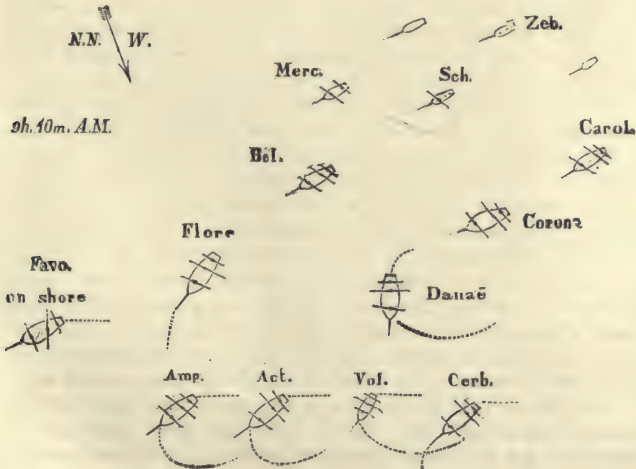 Zeb.
N.N. W.
Merc. Sch.
9h.10m. A.M.
Carol.
Bel.
Corona
Flore
Favo.
on shore
Danaë
Amp. Act. Vol. Cerb.